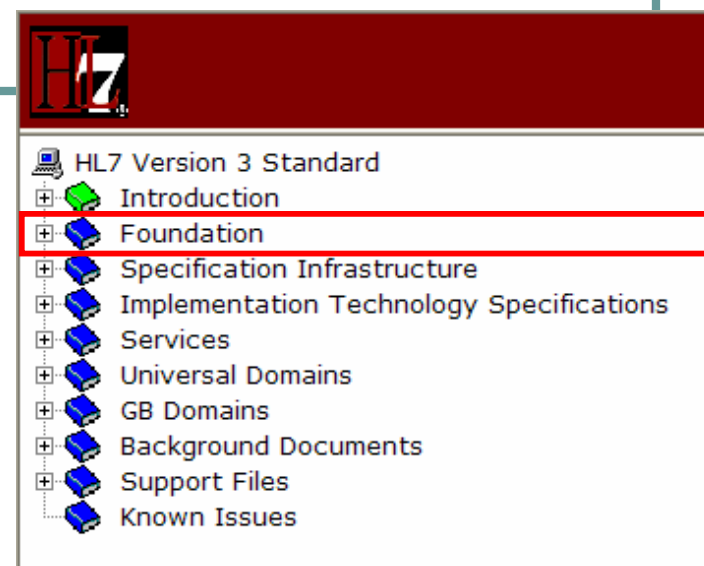 HL7
HL7 Version 3 Standard
Introduction
Foundation
Specification Infrastructure
Implementation Technology Specifications
Services
Universal Domains
GB Domains
Background Documents
Support Files
Known Issues